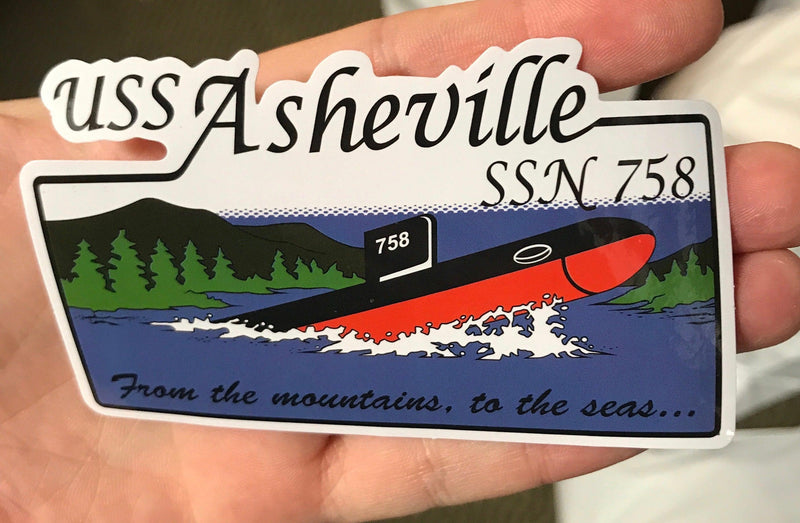 USS Asheville
SSN 758
758
From the mountains, to the seas...